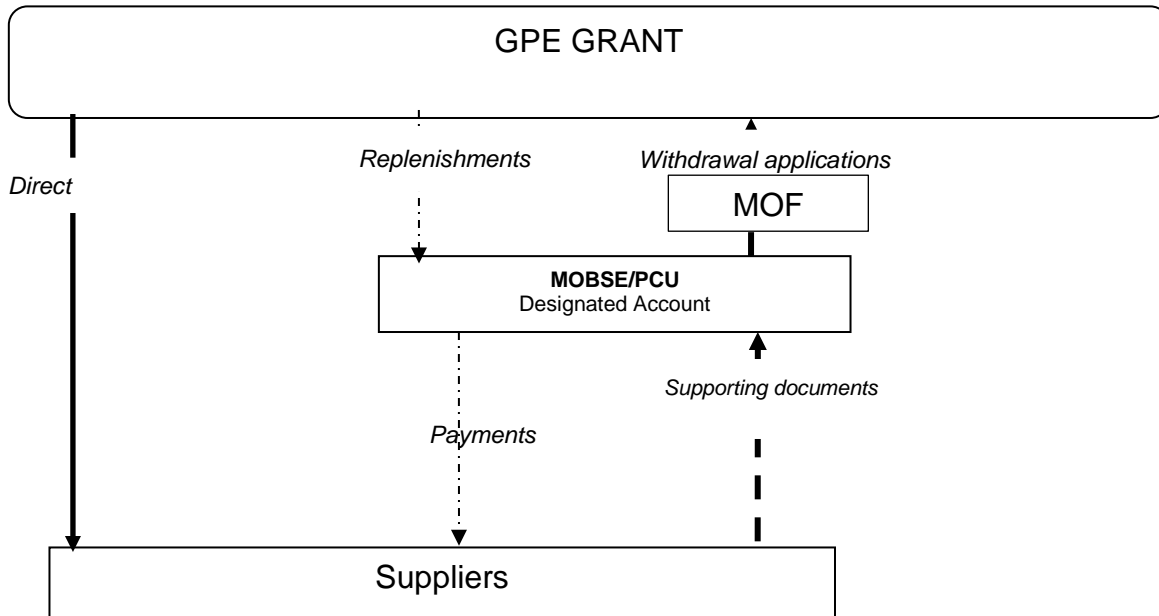 GPE GRANT
Replenishments
Withdrawal applications
Direct
MOF
MOBSE/PCU
Designated Account
Supporting documents
Payments
Suppliers